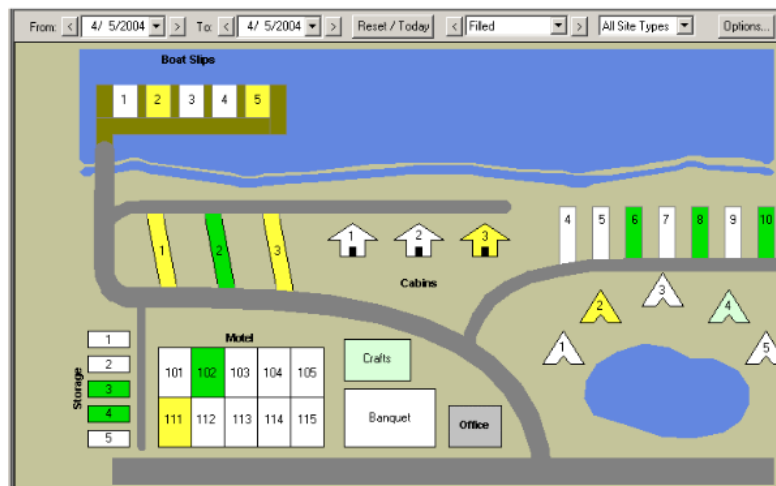 From: < 4/ 5/2004 > To: < 4/ 5/2004 > Reset / Today < Filled > All Site Types Options...
Boat Slips
1 2 3 4 5
1 2 3
1 2 3
Cabins
4 5 6 7 8 9 10
1 2 3 4 5
Storage
1
2
3
4
5
Motel
101 102 103 104 105
111 112 113 114 115
Crafts
Banquet
Office